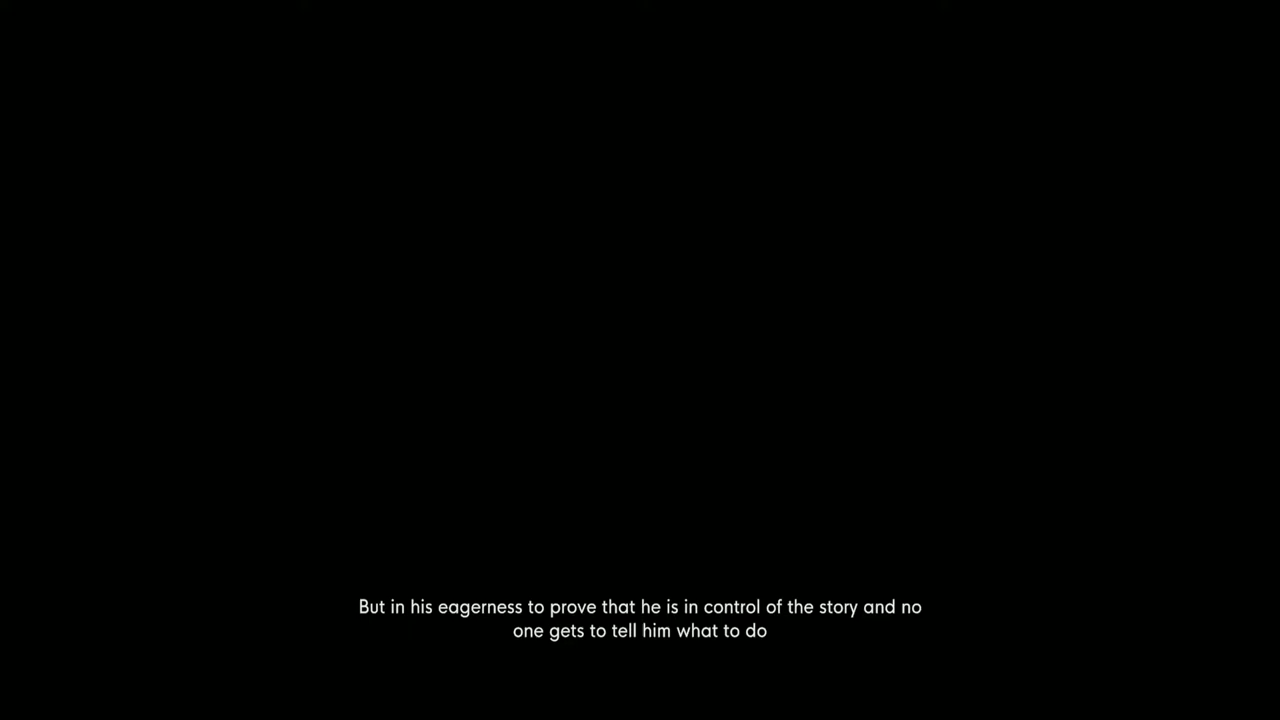 But in his eagerness to prove that he is in control of the story and no
one gets to tell him what to do